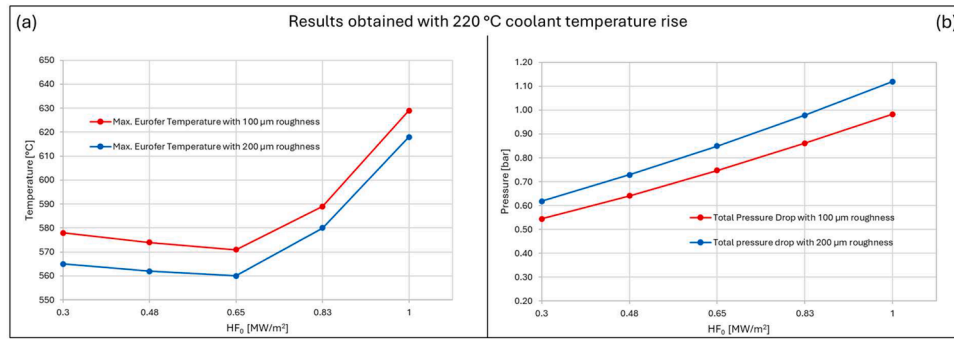 (a)
Results obtained with 220 ºC coolant temperature rise
(b)
650
640
630
620
610
600
590
580
570
560
550
Temperature [ºC]
Max. Eurofer Temperature with 100 µm roughness
Max. Eurofer Temperature with 200 µm roughness
0.3 0.48 0.65 0.83 1
HF₀ [MW/m²]
1.20
1.10
1.00
0.90
0.80
0.70
0.60
0.50
0.40
0.30
0.20
Pressure [bar]
Total Pressure Drop with 100 µm roughness
Total pressure drop with 200 µm roughness
0.3 0.48 0.65 0.83 1
HF₀ [MW/m²]